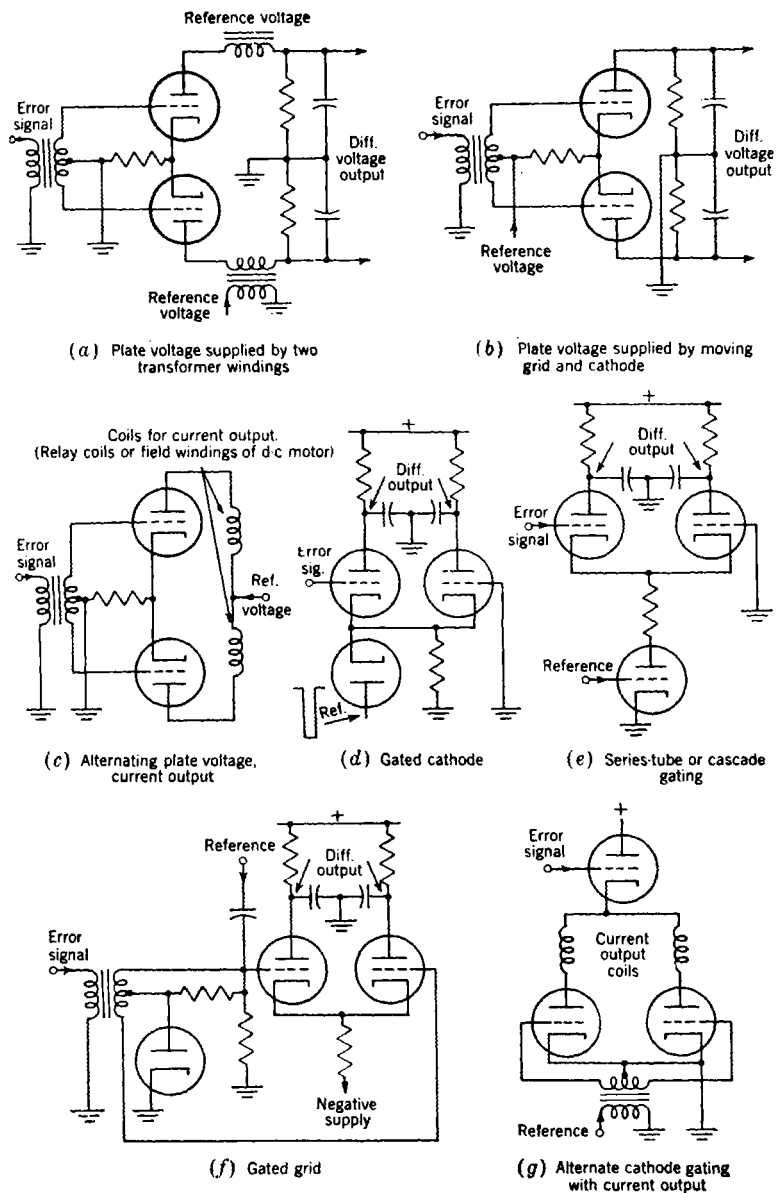 Reference voltage
Error
signal
Diff.
voltage
output
Reference
voltage
(a) Plate voltage supplied by two
transformer windings
Error
signal
Diff.
voltage
output
Reference
voltage
(b) Plate voltage supplied by moving
grid and cathode
Coils for current output.
(Relay coils or field windings of d-c motor)
Error
signal
Ref.
voltage
(c) Alternating plate voltage,
current output
+
Diff.
output
Error
sig.
Ref.
(d) Gated cathode
+
Diff.
output
Error
signal
Reference
(e) Series-tube or cascade
gating
Reference
+
Diff.
output
Error
signal
Negative
supply
(f) Gated grid
+
Error
signal
Current
output
coils
Reference
(g) Alternate cathode gating
with current output